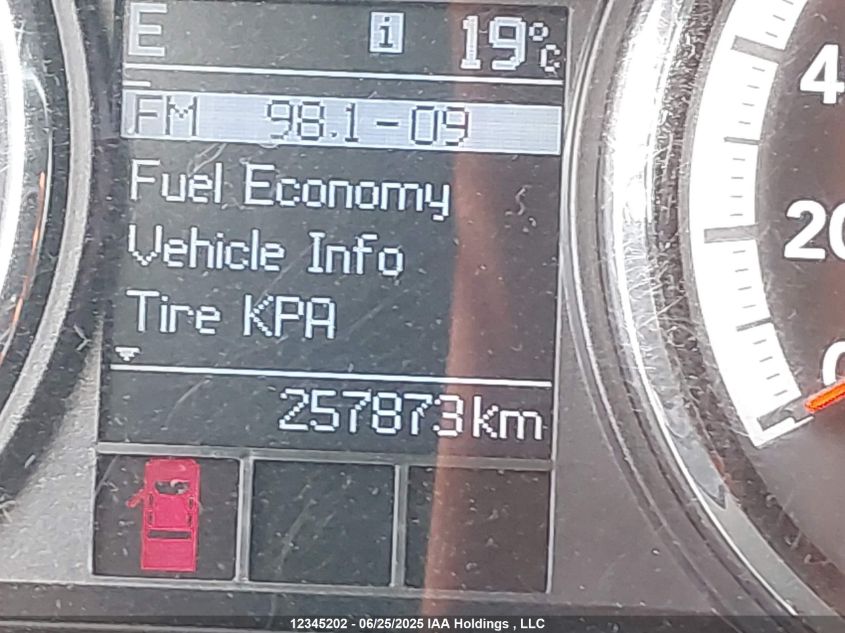 E i 19°C
FM 98.1-09
Fuel Economy
Vehicle Info
Tire KPA
257873km
4
20
0
12345202 - 06/25/2025 IAA Holdings , LLC